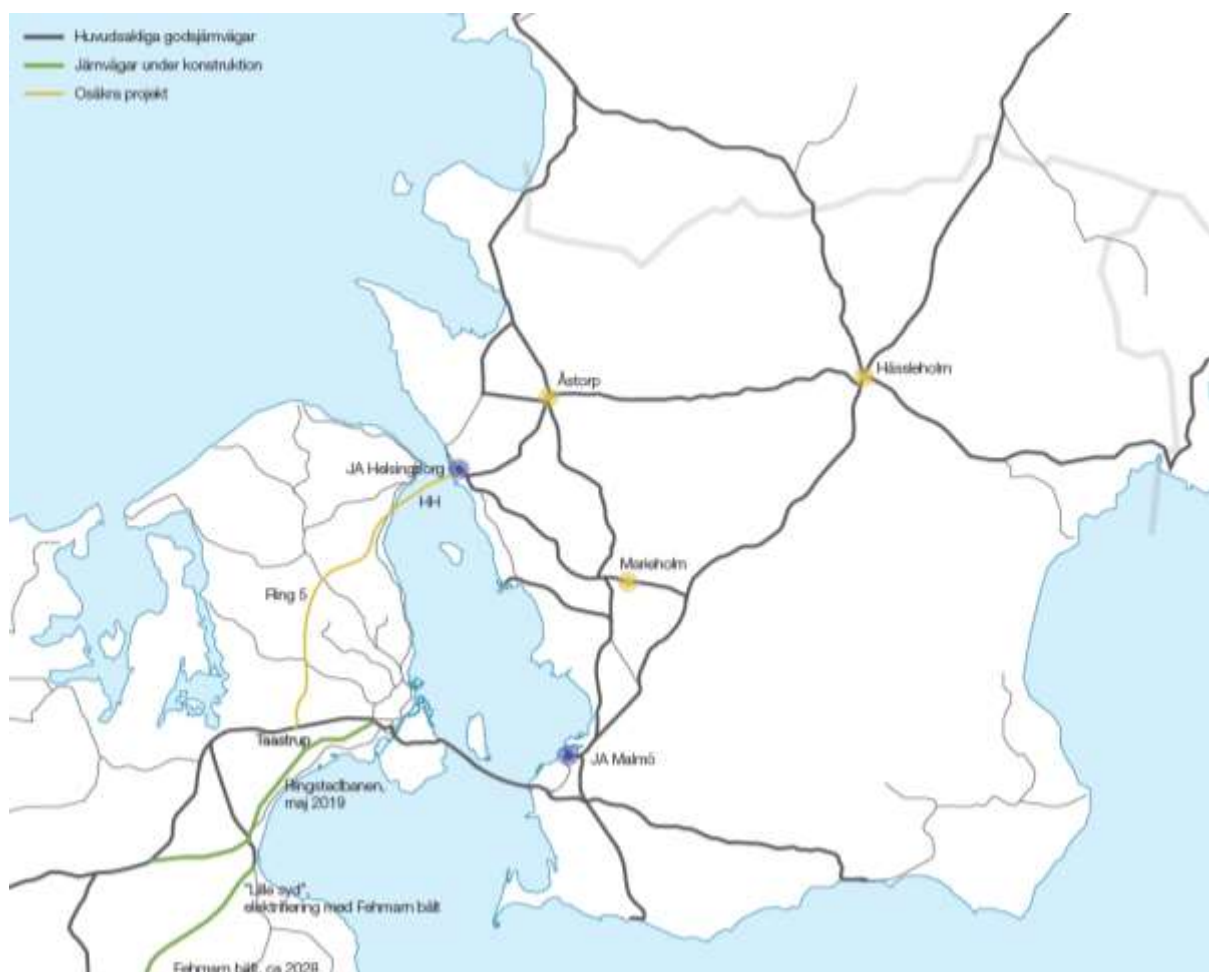 Huvudsakliga godsjärnvägar
Järnvägar under konstruktion
Osäkra projekt
Åstorp
Hässleholm
JA Helsingborg
HH
Marieholm
Ring 5
Taastrup
JA Malmö
Ringstedbanen,
maj 2019
"Lille syd",
elektrifiering med Fehmarn bält
Fehmarn bält, ca 2028